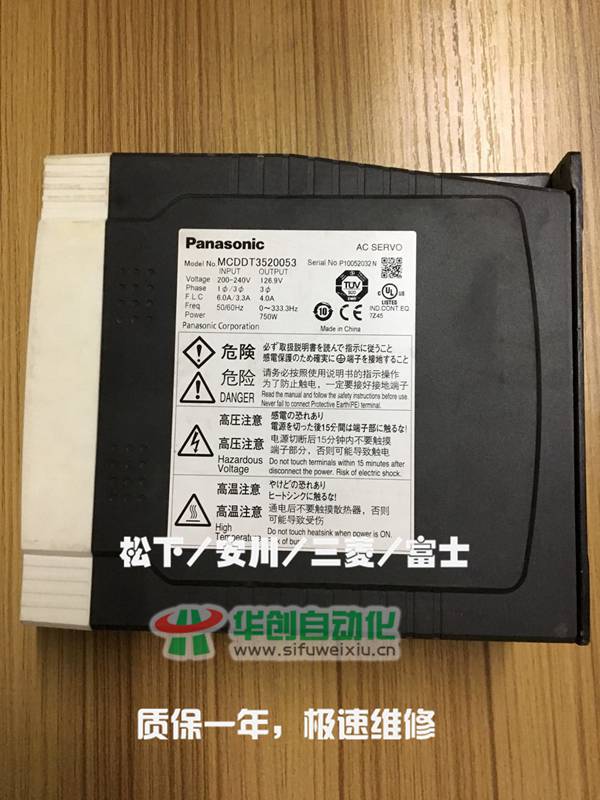 Panasonic
AC SERVO
Model No. MCDDT3520053
Serial No P10052032N
INPUT OUTPUT
Voltage 200-240V 126.9V
Phase 1φ/3φ 3φ
F.L.C 6.0A/3.3A 4.0A
Freq. 50/60Hz 0~333.3Hz
Power 750W
Panasonic Corporation
Made in China
TÜV
SUD
10
c UL US
LISTED
IND. CONT. EQ.
7Z45
危険
必ず取扱説明書を読んで指示に従うこと
感電保護のため確実に端子を接地すること
危险
请务必按照使用说明书的指示操作
为了防止触电，一定要接好接地端子
DANGER
Read the manual and follow the safety instructions before use.
Never fail to connect Protective Earth(PE) terminal.
高圧注意
感電の恐れあり
電源を切った後15分間は端子部に触るな!
高压注意
电源切断后15分钟内不要触摸
端子部分，否则可能导致触电
Hazardous
Voltage
Do not touch terminals within 15 minutes after
disconnect the power. Risk of electric shock.
高温注意
やけどの恐れあり
ヒートシンクに触るな!
高温注意
通电后不要触摸散热器，否则
可能导致受伤
High
Temperature
Do not touch heatsink when power is ON.
Risk of bu
松下/安川/三菱/富士
华创自动化
www.sifuweixiu.cn
质保一年，极速维修